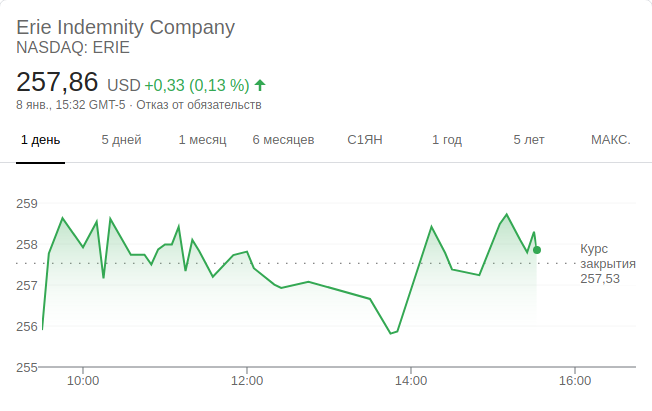 Erie Indemnity Company
NASDAQ: ERIE
257,86 USD +0,33 (0,13 %)
8 янв., 15:32 GMT-5 · Отказ от обязательств
1 день 5 дней 1 месяц 6 месяцев С1ЯН 1 год 5 лет МАКС.
259
258
257
256
255
Курс
закрытия
257,53
10:00 12:00 14:00 16:00